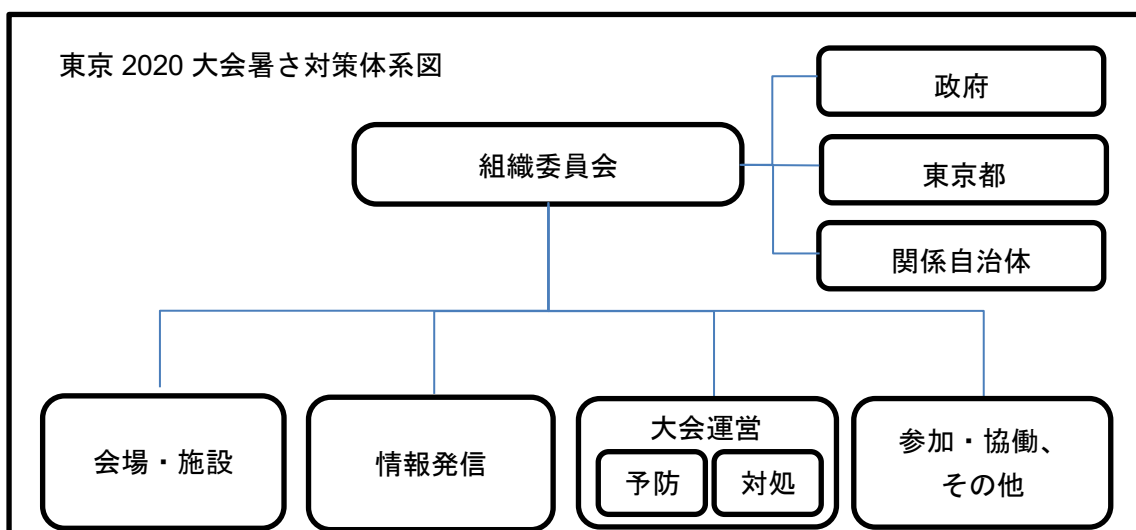 東京 2020 大会暑さ対策体系図
政府
組織委員会
東京都
関係自治体
会場・施設
情報発信
大会運営
予防
対処
参加・協働、
その他